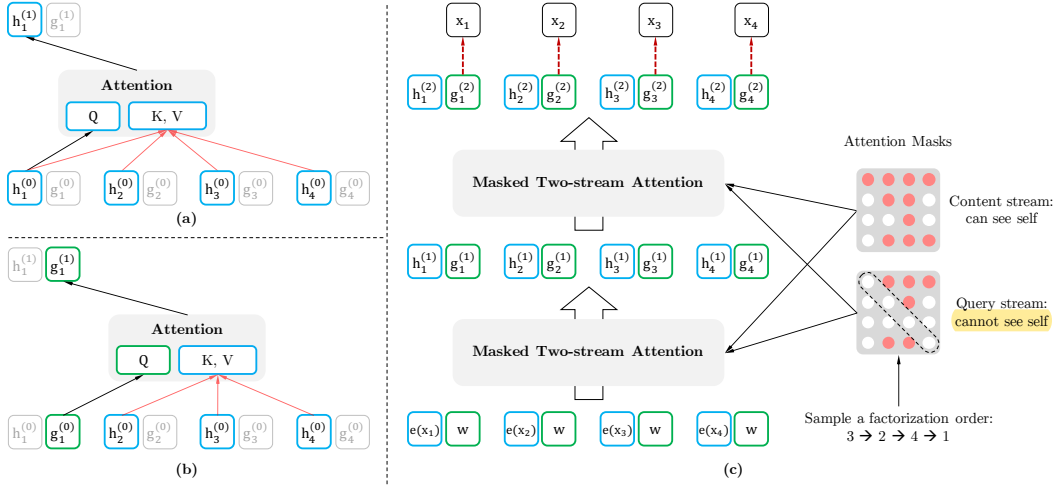 h₁⁽¹⁾ g₁⁽¹⁾
Attention
Q K, V
h₁⁽⁰⁾ g₁⁽⁰⁾ h₂⁽⁰⁾ g₂⁽⁰⁾ h₃⁽⁰⁾ g₃⁽⁰⁾ h₄⁽⁰⁾ g₄⁽⁰⁾
(a)
h₁⁽¹⁾ g₁⁽¹⁾
Attention
Q K, V
h₁⁽⁰⁾ g₁⁽⁰⁾ h₂⁽⁰⁾ g₂⁽⁰⁾ h₃⁽⁰⁾ g₃⁽⁰⁾ h₄⁽⁰⁾ g₄⁽⁰⁾
(b)
x₁ x₂ x₃ x₄
h₁⁽²⁾ g₁⁽²⁾ h₂⁽²⁾ g₂⁽²⁾ h₃⁽²⁾ g₃⁽²⁾ h₄⁽²⁾ g₄⁽²⁾
Masked Two-stream Attention
h₁⁽¹⁾ g₁⁽¹⁾ h₂⁽¹⁾ g₂⁽¹⁾ h₃⁽¹⁾ g₃⁽¹⁾ h₄⁽¹⁾ g₄⁽¹⁾
Masked Two-stream Attention
e(x₁) w e(x₂) w e(x₃) w e(x₄) w
(c)
Attention Masks
Content stream:
can see self
Query stream:
cannot see self
Sample a factorization order:
3 → 2 → 4 → 1